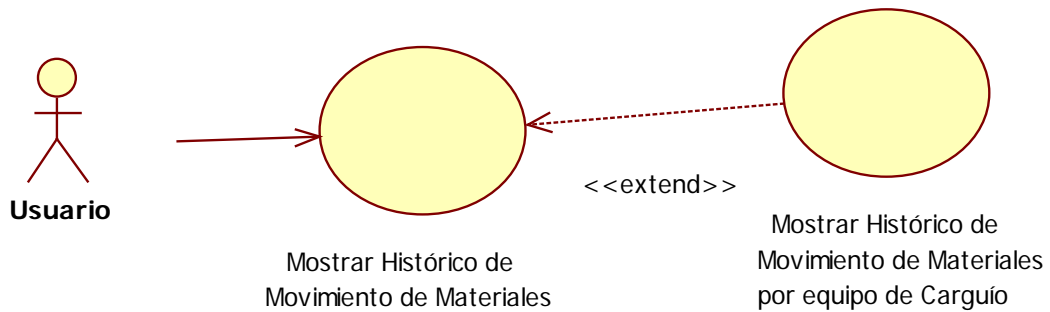 Usuario
Mostrar Histórico de
Movimiento de Materiales
<<extend>>
Mostrar Histórico de
Movimiento de Materiales
por equipo de Carguío